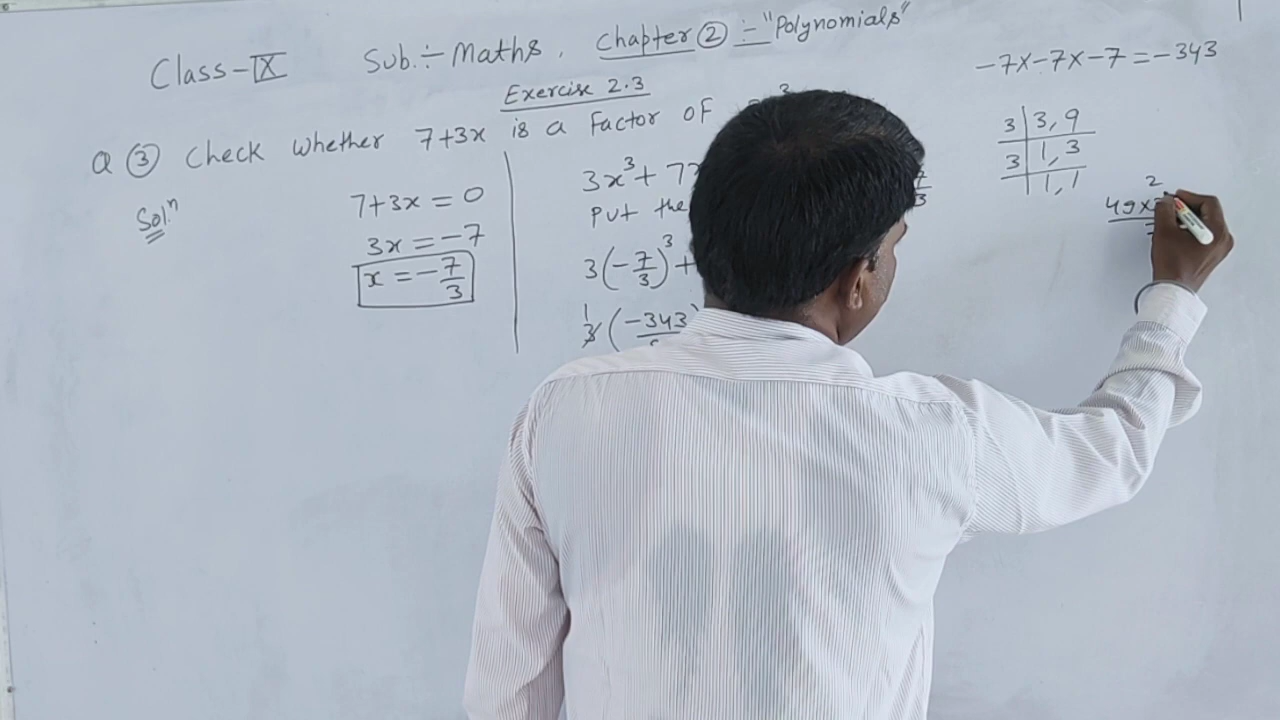 Class-IX Sub.:- Maths, Chapter ② :- "Polynomials"
Exercise 2.3
Q ③ Check whether 7+3x is a Factor of
Solⁿ
7+3x = 0
3x = -7
x = -7/3
3x³ + 7
Put the
3(-7/3)³ +
1
3(-343
-7x-7x-7 = -343
3 | 3, 9
3 | 1, 3
1, 1
2
49x